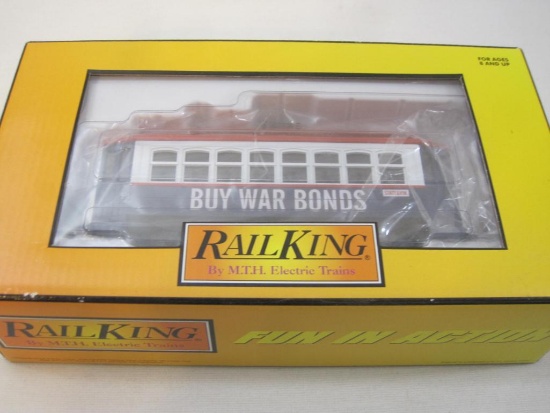 FOR AGES
8 AND UP
BUY WAR BONDS
RAILKING®
By M.T.H. Electric Trains
RAILKING®
By M.T.H. Electric Trains
FUN IN ACTION